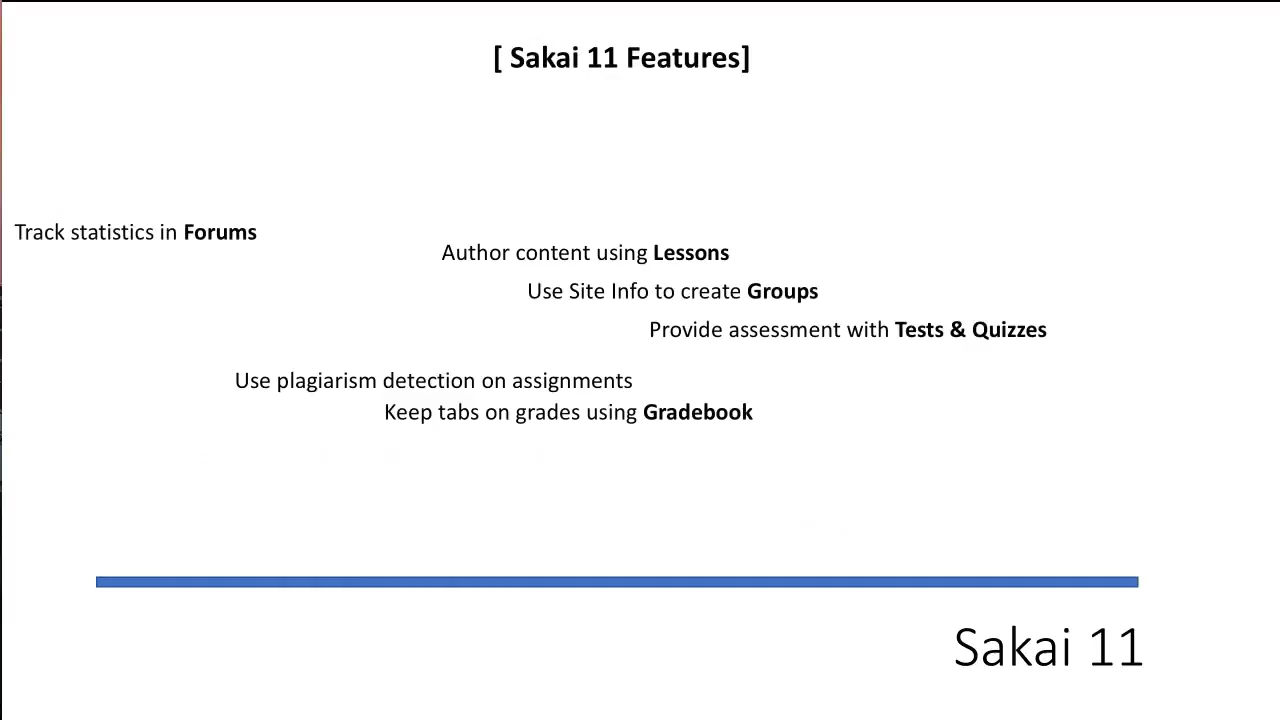 [ Sakai 11 Features]
Track statistics in Forums
Author content using Lessons
Use Site Info to create Groups
Provide assessment with Tests & Quizzes
Use plagiarism detection on assignments
Keep tabs on grades using Gradebook
Sakai 11